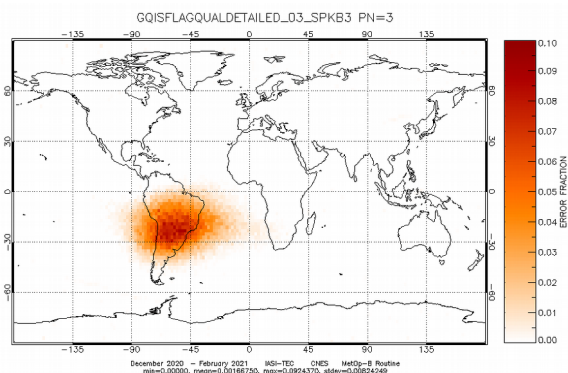 GQISFLAGQUALDETAILED_03_SPKB3 PN=3
-135 -90 -45 0 45 90 135
60 60
30 30
0 0
-30 -30
-60 -60
-135 -90 -45 0 45 90 135
0.10
0.09
0.08
0.07
0.06
0.05
0.04
0.03
0.02
0.01
0.00
ERROR FRACTION
December 2020 - February 2021 IASI-TEC CNES MetOp-B Routine
min=0.00000, mean=0.00166750, max=0.0924370, stdev=0.00824249